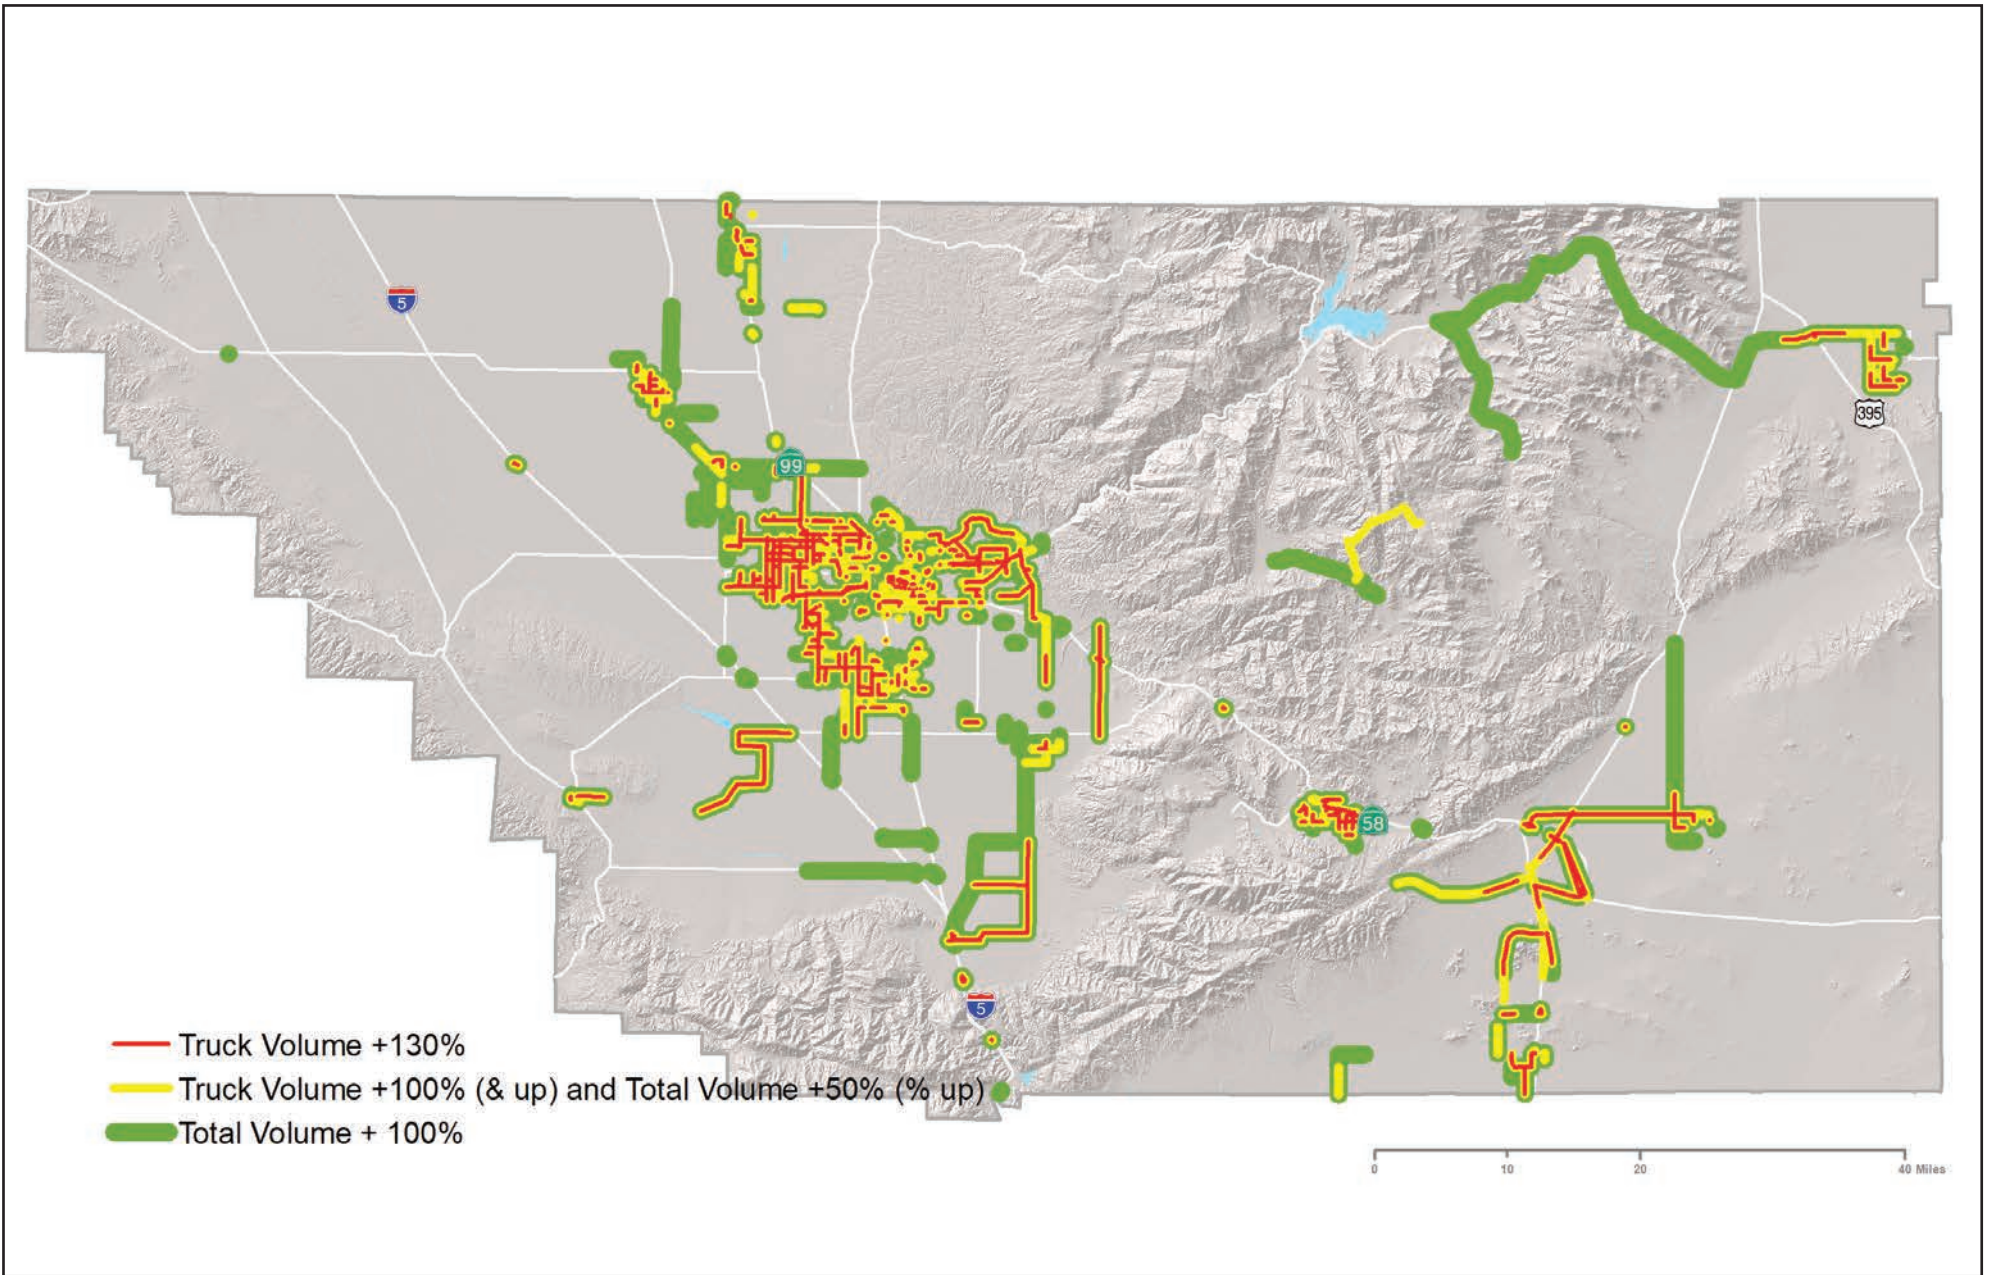 5
395
99
58
5
Truck Volume +130%
Truck Volume +100% (& up) and Total Volume +50% (% up)
Total Volume + 100%
0 10 20 40 Miles